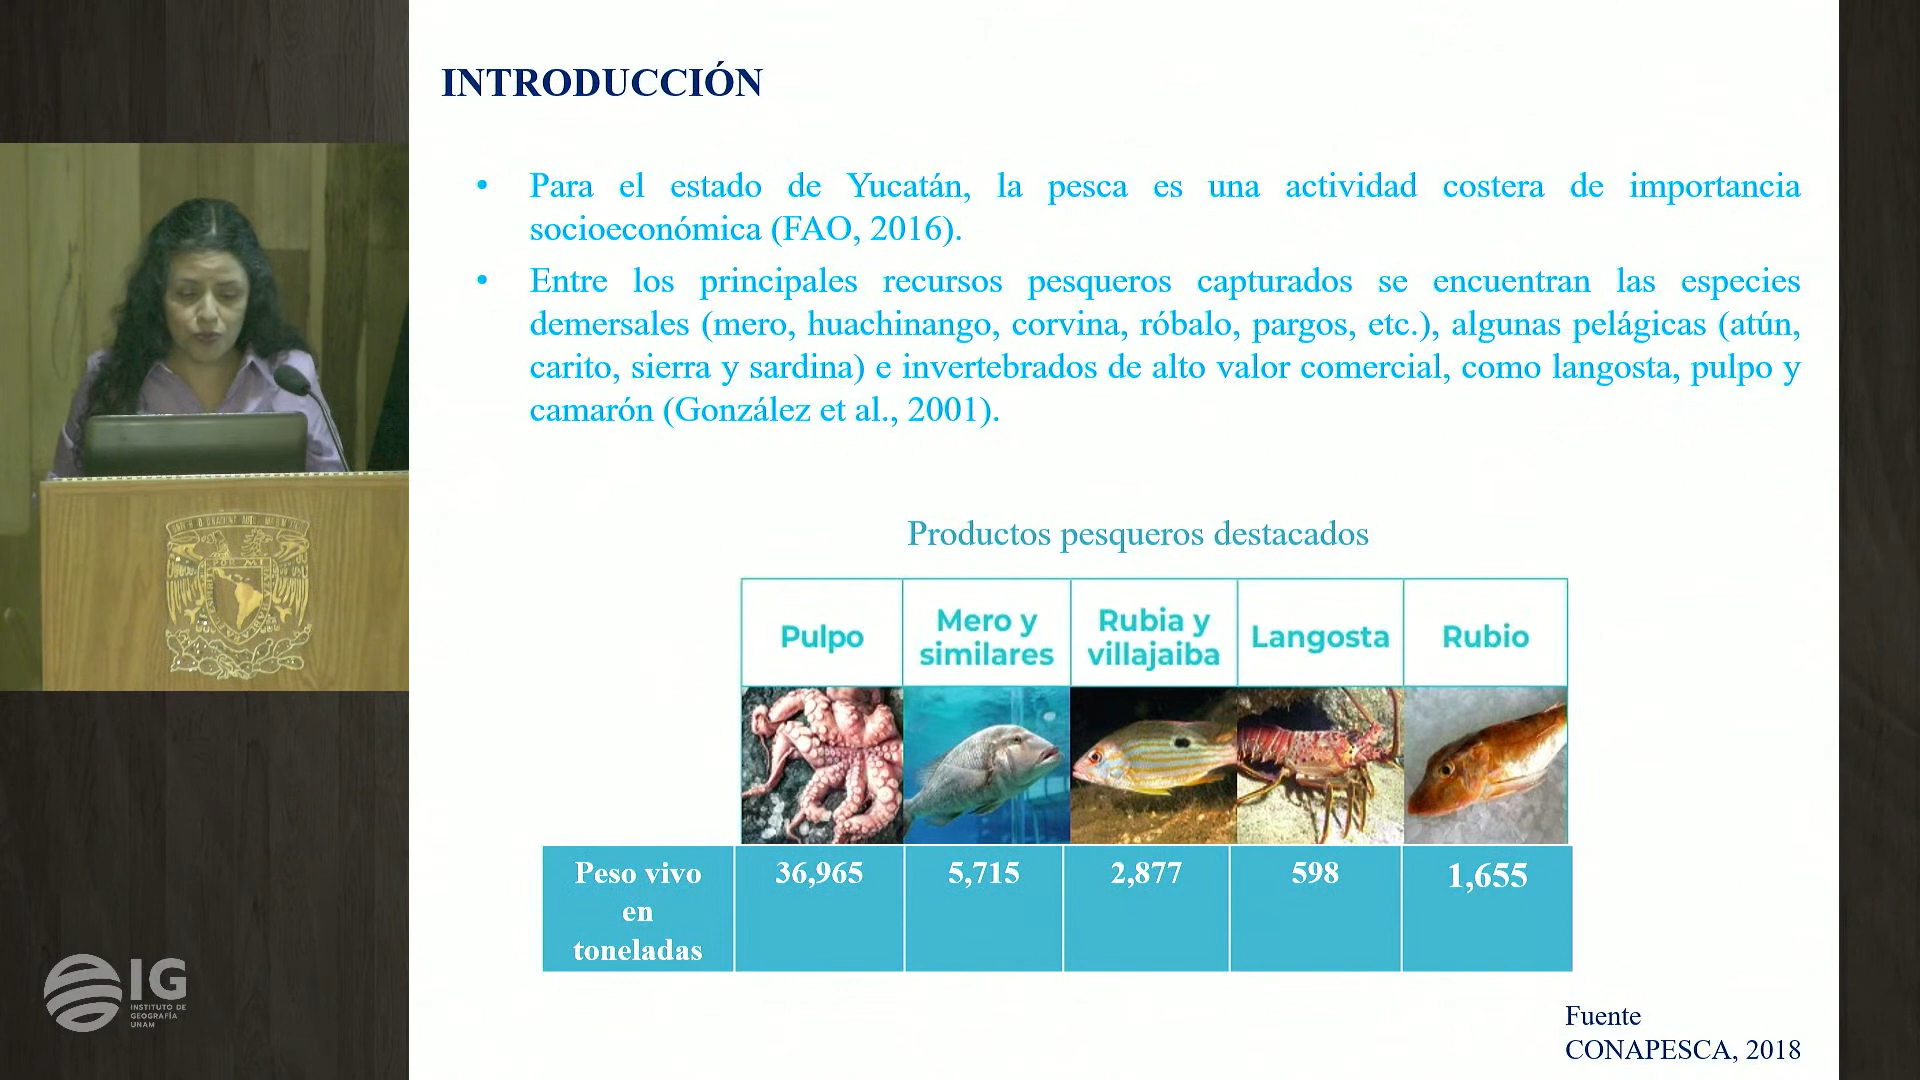 INTRODUCCIÓN
• Para el estado de Yucatán, la pesca es una actividad costera de importancia
socioeconómica (FAO, 2016).
• Entre los principales recursos pesqueros capturados se encuentran las especies
demersales (mero, huachinango, corvina, róbalo, pargos, etc.), algunas pelágicas (atún,
carito, sierra y sardina) e invertebrados de alto valor comercial, como langosta, pulpo y
camarón (González et al., 2001).
Productos pesqueros destacados
Pulpo
Mero y
similares
Rubia y
villajaiba
Langosta
Rubio
Peso vivo
en
toneladas
36,965
5,715
2,877
598
1,655
Fuente
CONAPESCA, 2018
IG
INSTITUTO DE
GEOGRAFÍA
UNAM